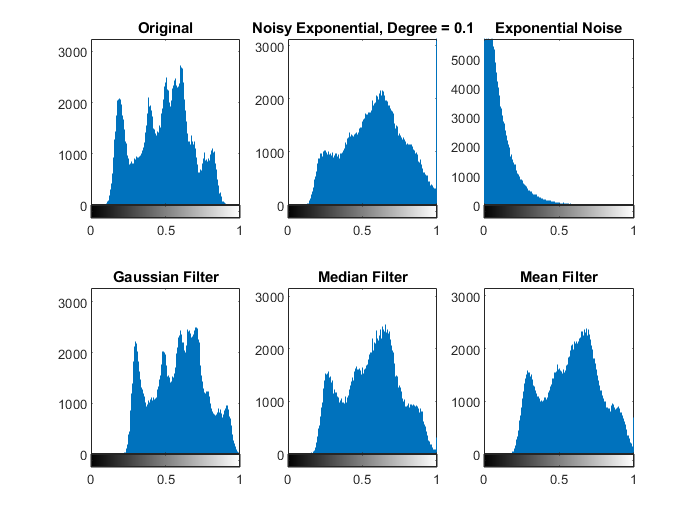 Original
Noisy Exponential, Degree = 0.1
Exponential Noise
3000
2000
1000
0
0 0.5 1
3000
2000
1000
0
0 0.5 1
5000
4000
3000
2000
1000
0
0 0.5 1
Gaussian Filter
Median Filter
Mean Filter
3000
2000
1000
0
0 0.5 1
3000
2000
1000
0
0 0.5 1
3000
2000
1000
0
0 0.5 1